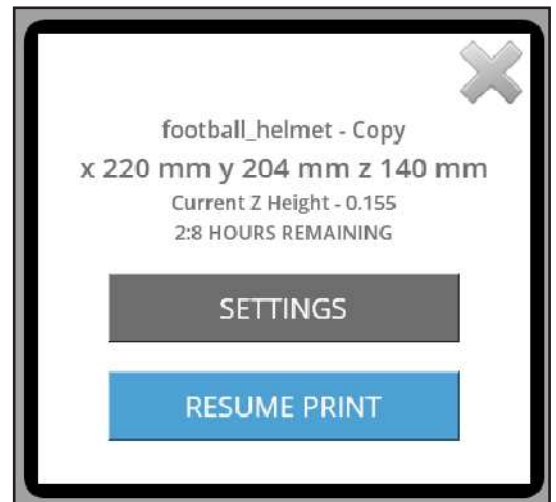 football_helmet - Copy
x 220 mm y 204 mm z 140 mm
Current Z Height - 0.155
2:8 HOURS REMAINING
SETTINGS
RESUME PRINT